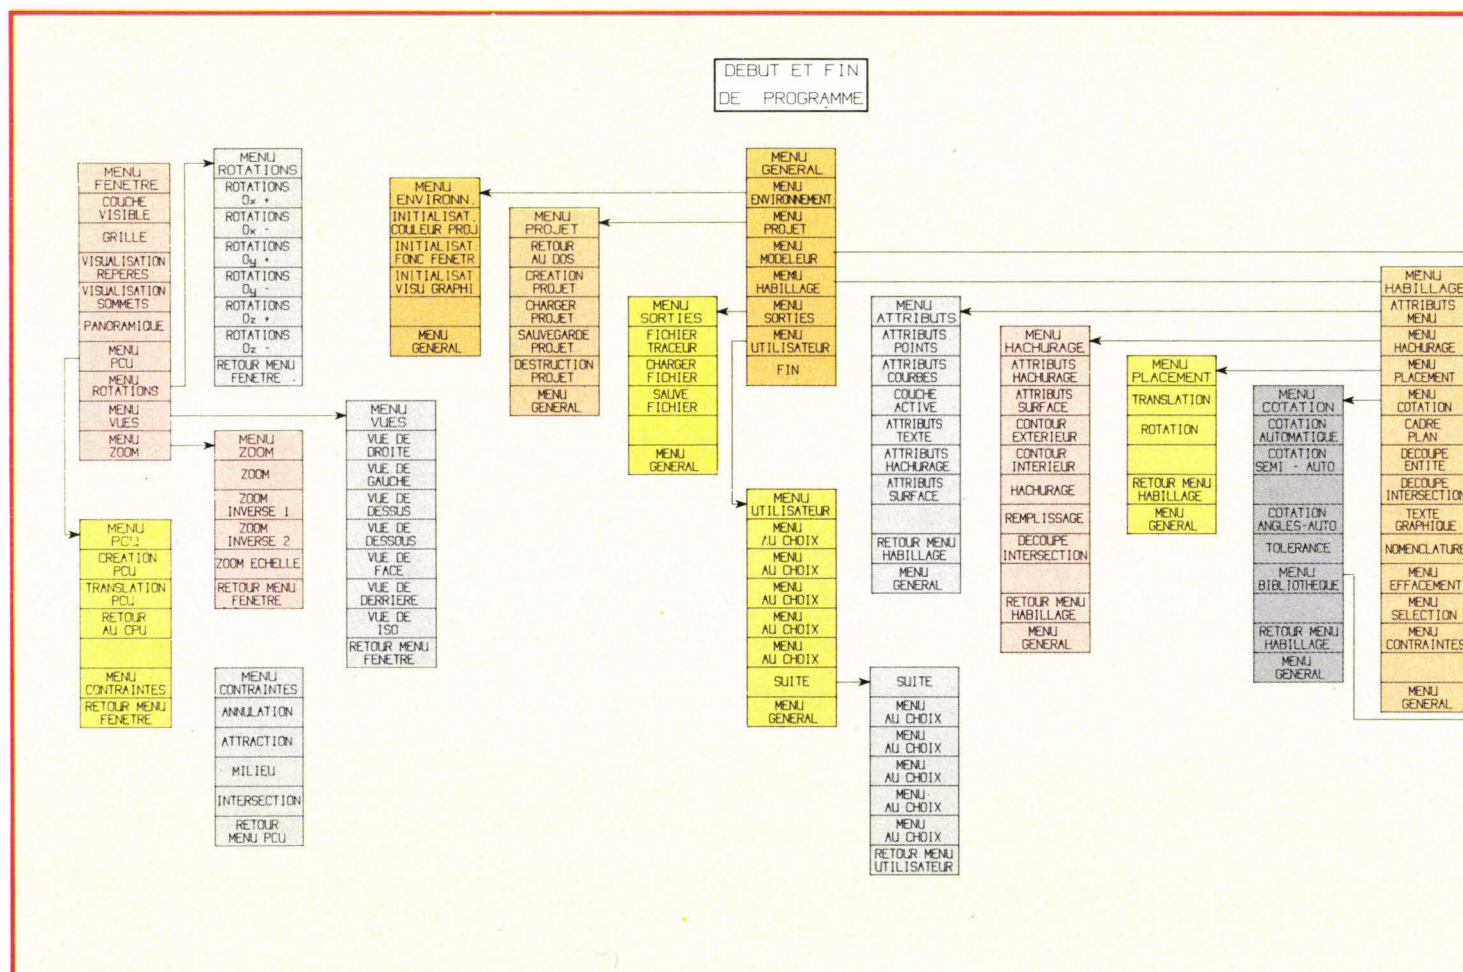 DEBUT ET FIN
DE PROGRAMME
MENU
FENETRE
COUCHE
VISIBLE
GRILLE
VISUALISATION
REPERES
VISUALISATION
SOMMETS
PANORAMIQUE
MENU
PCU
MENU
ROTATIONS
MENU
VUES
MENU
ZOOM
MENU
ROTATIONS
ROTATIONS
Ox +
ROTATIONS
Ox -
ROTATIONS
Oy +
ROTATIONS
Oy -
ROTATIONS
Oz +
ROTATIONS
Oz -
RETOUR MENU
FENETRE
MENU
PCU
CREATION
PCU
TRANSLATION
PCU
RETOUR
AU CPU
MENU
CONTRAINTES
RETOUR MENU
FENETRE
MENU
ZOOM
ZOOM
ZOOM
INVERSE 1
ZOOM
INVERSE 2
ZOOM ECHELLE
RETOUR MENU
FENETRE
MENU
CONTRAINTES
ANNULATION
ATTRACTION
MILIEU
INTERSECTION
RETOUR
MENU PCU
MENU
VUES
VUE DE
DROITE
VUE DE
GAUCHE
VUE DE
DESSUS
VUE DE
DESSOUS
VUE DE
FACE
VUE DE
DERRIERE
VUE DE
ISO
RETOUR MENU
FENETRE
MENU
ENVIRONN.
INITIALISAT.
COULEUR PROJ
INITIALISAT
FONC FENETR
INITIALISAT
VISU GRAPHI
MENU
GENERAL
MENU
PROJET
RETOUR
AU DOS
CREATION
PROJET
CHARGER
PROJET
SAUVEGARDE
PROJET
DESTRUCTION
PROJET
MENU
GENERAL
MENU
SORTIES
FICHIER
TRACEUR
CHARGER
FICHIER
SAUVE
FICHIER
MENU
GENERAL
MENU
GENERAL
MENU
ENVIRONNEMENT
MENU
PROJET
MENU
MODELEUR
MEMU
HABILLAGE
MENU
SORTIES
MENU
UTILISATEUR
FIN
MENU
UTILISATEUR
MENU
AU CHOIX
MENU
AU CHOIX
MENU
AU CHOIX
MENU
AU CHOIX
MENU
AU CHOIX
SUITE
MENU
GENERAL
MENU
ATTRIBUTS
ATTRIBUTS
POINTS
ATTRIBUTS
COURBES
COUCHE
ACTIVE
ATTRIBUTS
TEXTE
ATTRIBUTS
HACHURAGE
ATTRIBUTS
SURFACE
RETOUR MENU
HABILLAGE
MENU
GENERAL
SUITE
MENU
AU CHOIX
MENU
AU CHOIX
MENU
AU CHOIX
MENU
AU CHOIX
MENU
AU CHOIX
RETOUR MENU
UTILISATEUR
MENU
HACHURAGE
ATTRIBUTS
HACHURAGE
ATTRIBUTS
SURFACE
CONTOUR
EXTERIEUR
CONTOUR
INTERIEUR
HACHURAGE
REMPLISSAGE
DECOUPE
INTERSECTION
RETOUR MENU
HABILLAGE
MENU
GENERAL
MENU
PLACEMENT
TRANSLATION
ROTATION
RETOUR MENU
HABILLAGE
MENU
GENERAL
MENU
COTATION
COTATION
AUTOMATIQUE
COTATION
SEMI - AUTO
COTATION
ANGLES-AUTO
TOLERANCE
MENU
BIBLIOTHEQUE
RETOUR MENU
HABILLAGE
MENU
GENERAL
MENU
HABILLAGE
ATTRIBUTS
MENU
MENU
HACHURAGE
MENU
PLACEMENT
MENU
COTATION
CADRE
PLAN
DECOUPE
ENTITE
DECOUPE
INTERSECTION
TEXTE
GRAPHIQUE
NOMENCLATURE
MENU
EFFACEMENT
MENU
SELECTION
MENU
CONTRAINTES
MENU
GENERAL